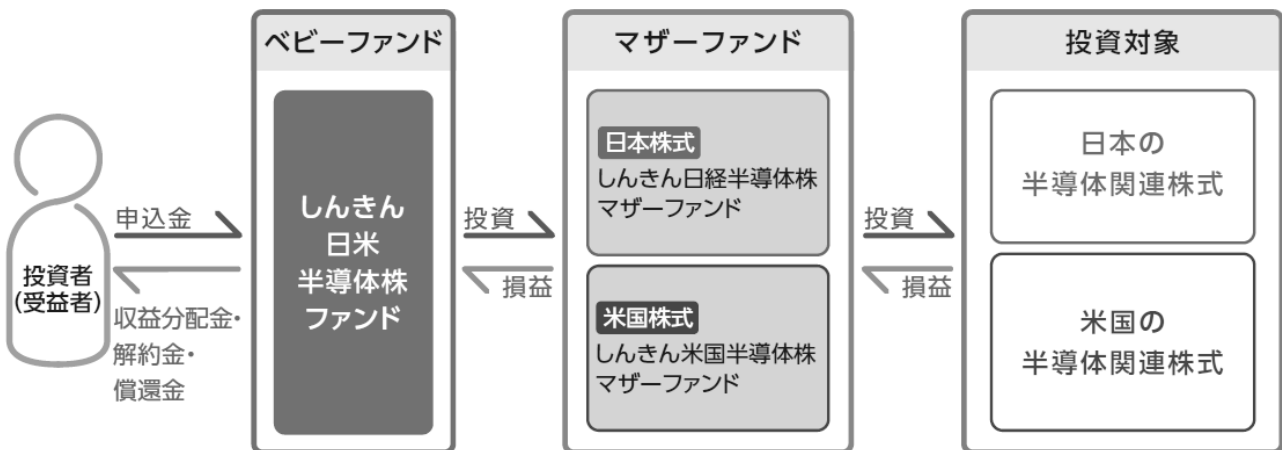 ベビーファンド
マザーファンド
投資対象
投資者
(受益者)
申込金
収益分配金・
解約金・
償還金
しんきん
日米
半導体株
ファンド
投資
損益
日本株式
しんきん日経半導体株
マザーファンド
米国株式
しんきん米国半導体株
マザーファンド
投資
損益
日本の
半導体関連株式
米国の
半導体関連株式